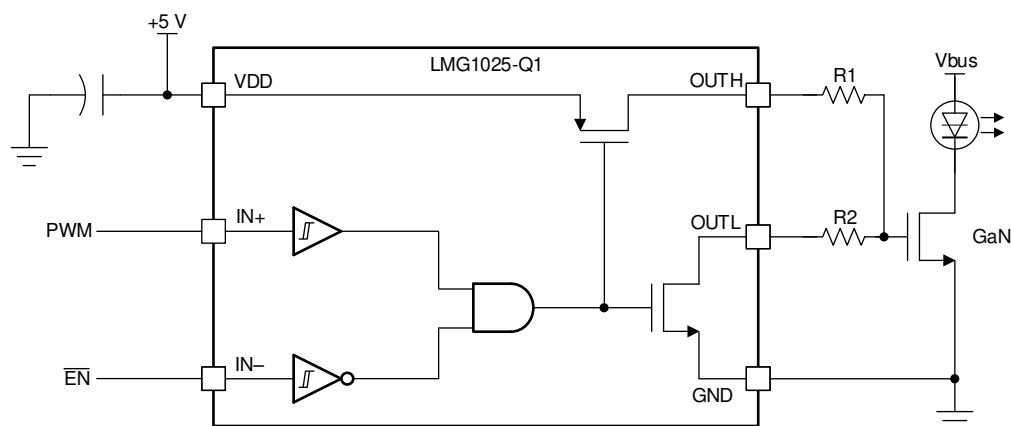 +5 V
LMG1025-Q1
VDD
OUTH
R1
Vbus
PWM
IN+
OUTL
R2
GaN
EN
IN–
GND